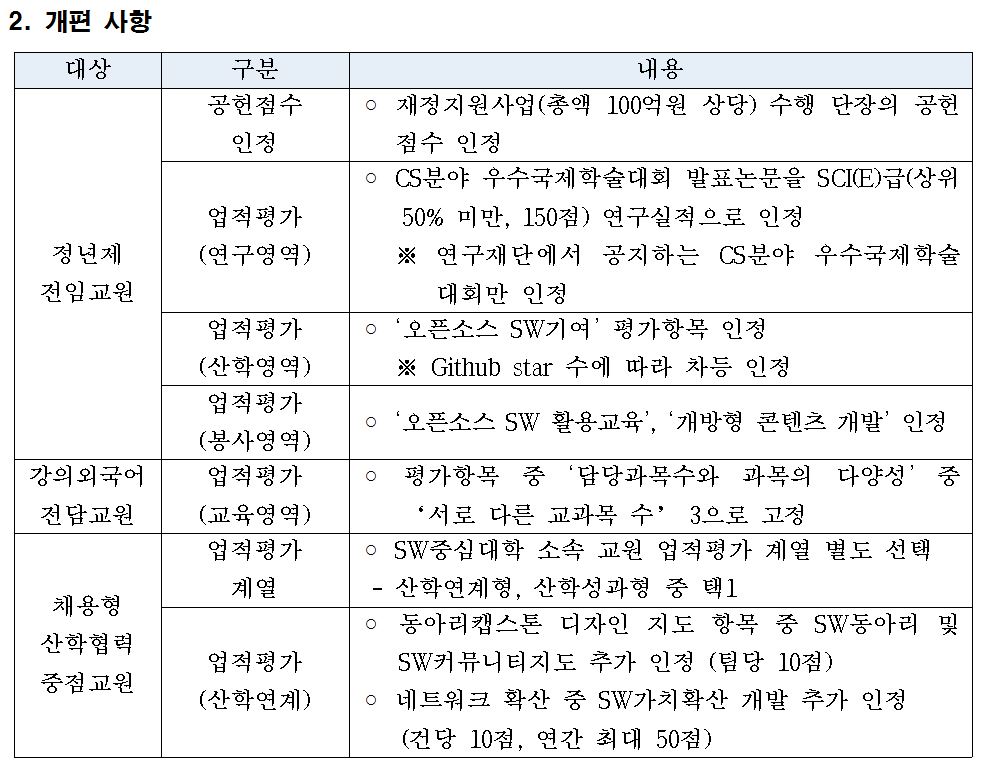 2. 개편 사항
대상 구분 내용
정년제
전임교원
공헌점수
인정
○ 재정지원사업(총액 100억원 상당) 수행 단장의 공헌
점수 인정
업적평가
(연구영역)
○ CS분야 우수국제학술대회 발표논문을 SCI(E)급(상위
50% 미만, 150점) 연구실적으로 인정
※ 연구재단에서 공지하는 CS분야 우수국제학술
대회만 인정
업적평가
(산학영역)
○ ‘오픈소스 SW기여’ 평가항목 인정
※ Github star 수에 따라 차등 인정
업적평가
(봉사영역)
○ ‘오픈소스 SW 활용교육’, ‘개방형 콘텐츠 개발’ 인정
강의외국어
전담교원
업적평가
(교육영역)
○ 평가항목 중 ‘담당과목수와 과목의 다양성’ 중
‘서로 다른 교과목 수’ 3으로 고정
채용형
산학협력
중점교원
업적평가
계열
○ SW중심대학 소속 교원 업적평가 계열 별도 선택
- 산학연계형, 산학성과형 중 택1
업적평가
(산학연계)
○ 동아리캡스톤 디자인 지도 항목 중 SW동아리 및
SW커뮤니티지도 추가 인정 (팀당 10점)
○ 네트워크 확산 중 SW가치확산 개발 추가 인정
(건당 10점, 연간 최대 50점)